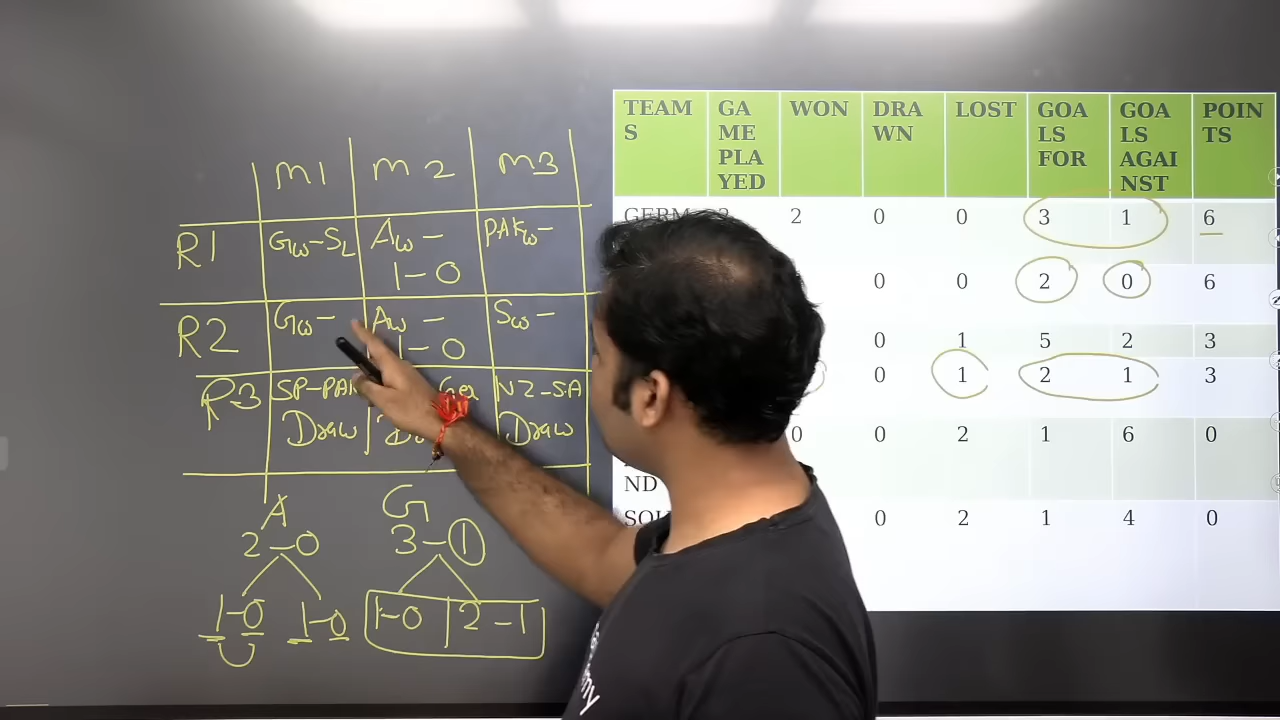 M1 M2 M3
R1 GW-SL AW- PAKW-
1-0
R2 GW- AW- SW-
1-0
R3 SP-PAK NZ-SA
Draw Draw
A G
2-0 3-1
1-0 1-0 1-0 2-1
TEAM
S
GA
ME
PLA
YED
WON
DRA
WN
LOST
GOA
LS
FOR
GOA
LS
AGAI
NST
POIN
TS
GERM 2 2 0 0 3 1 6
0 0 2 0 6
0 1 5 2 3
0 1 2 1 3
0 0 2 1 6 0
ND
SOU 0 2 1 4 0